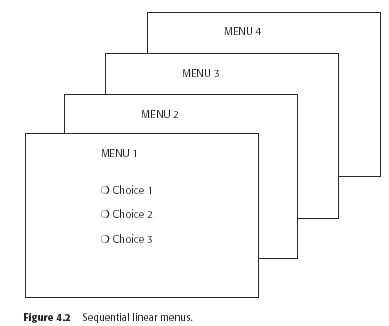 MENU 4
MENU 3
MENU 2
MENU 1
❍ Choice 1
❍ Choice 2
❍ Choice 3
Figure 4.2 Sequential linear menus.